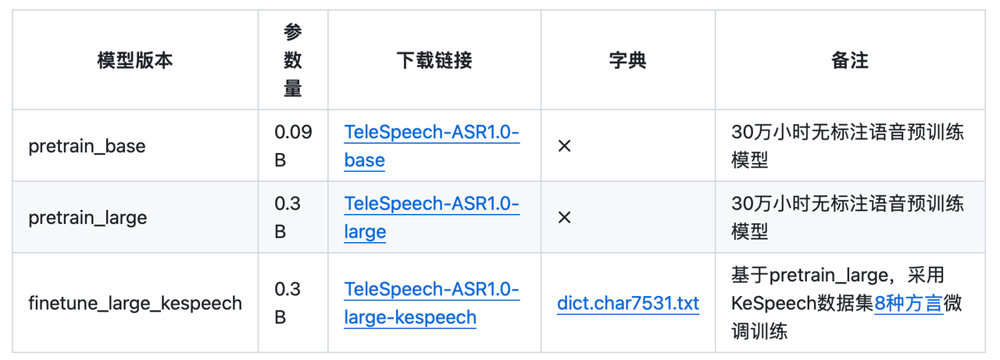 模型版本
参
数
量
下载链接
字典
备注
pretrain_base
0.09
B
TeleSpeech-ASR1.0-
base
×
30万小时无标注语音预训练
模型
pretrain_large
0.3
B
TeleSpeech-ASR1.0-
large
×
30万小时无标注语音预训练
模型
finetune_large_kespeech
0.3
B
TeleSpeech-ASR1.0-
large-kespeech
dict.char7531.txt
基于pretrain_large，采用
KeSpeech数据集8种方言微
调训练